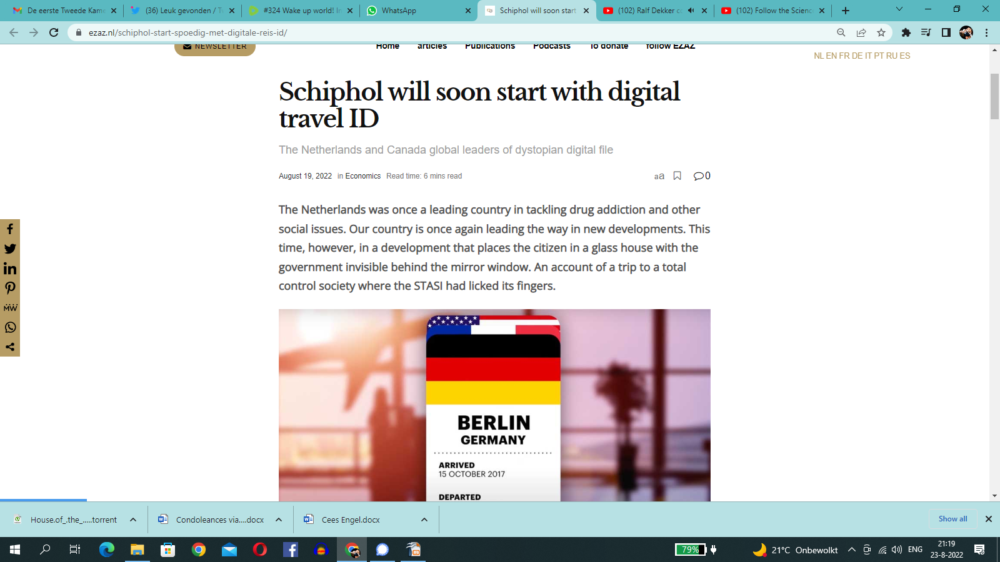 De eerste Tweede Kame
(36) Leuk gevonden / Tw
#324 Wake up world! In
WhatsApp
Schiphol will soon start
(102) Ralf Dekker co
(102) Follow the Science
ezaz.nl/schiphol-start-spoedig-met-digitale-reis-id/
NEWSLETTER
Home articles Publications Podcasts To donate follow EZAZ
NL EN FR DE IT PT RU ES
Schiphol will soon start with digital
travel ID
The Netherlands and Canada global leaders of dystopian digital file
August 19, 2022 in Economics Read time: 6 mins read
aa 0
The Netherlands was once a leading country in tackling drug addiction and other
social issues. Our country is once again leading the way in new developments. This
time, however, in a development that places the citizen in a glass house with the
government invisible behind the mirror window. An account of a trip to a total
control society where the STASI had licked its fingers.
MW
BERLIN
GERMANY
ARRIVED
15 OCTOBER 2017
DEPARTED
House.of_.the_.....torrent
Condoleances via....docx
Cees Engel.docx
Show all
79%
21°C Onbewolkt
ENG
21:19
23-8-2022